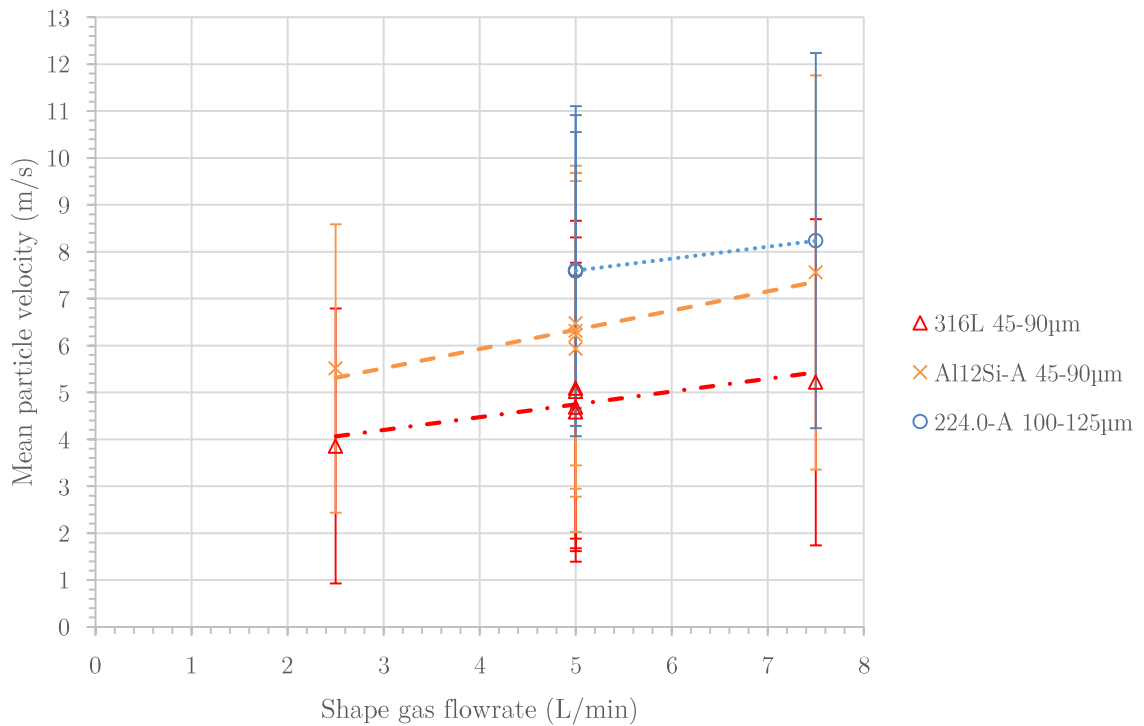 Mean particle velocity (m/s)
13
12
11
10
9
8
7
6
5
4
3
2
1
0
0 1 2 3 4 5 6 7 8
Shape gas flowrate (L/min)
316L 45-90µm
Al12Si-A 45-90µm
224.0-A 100-125µm